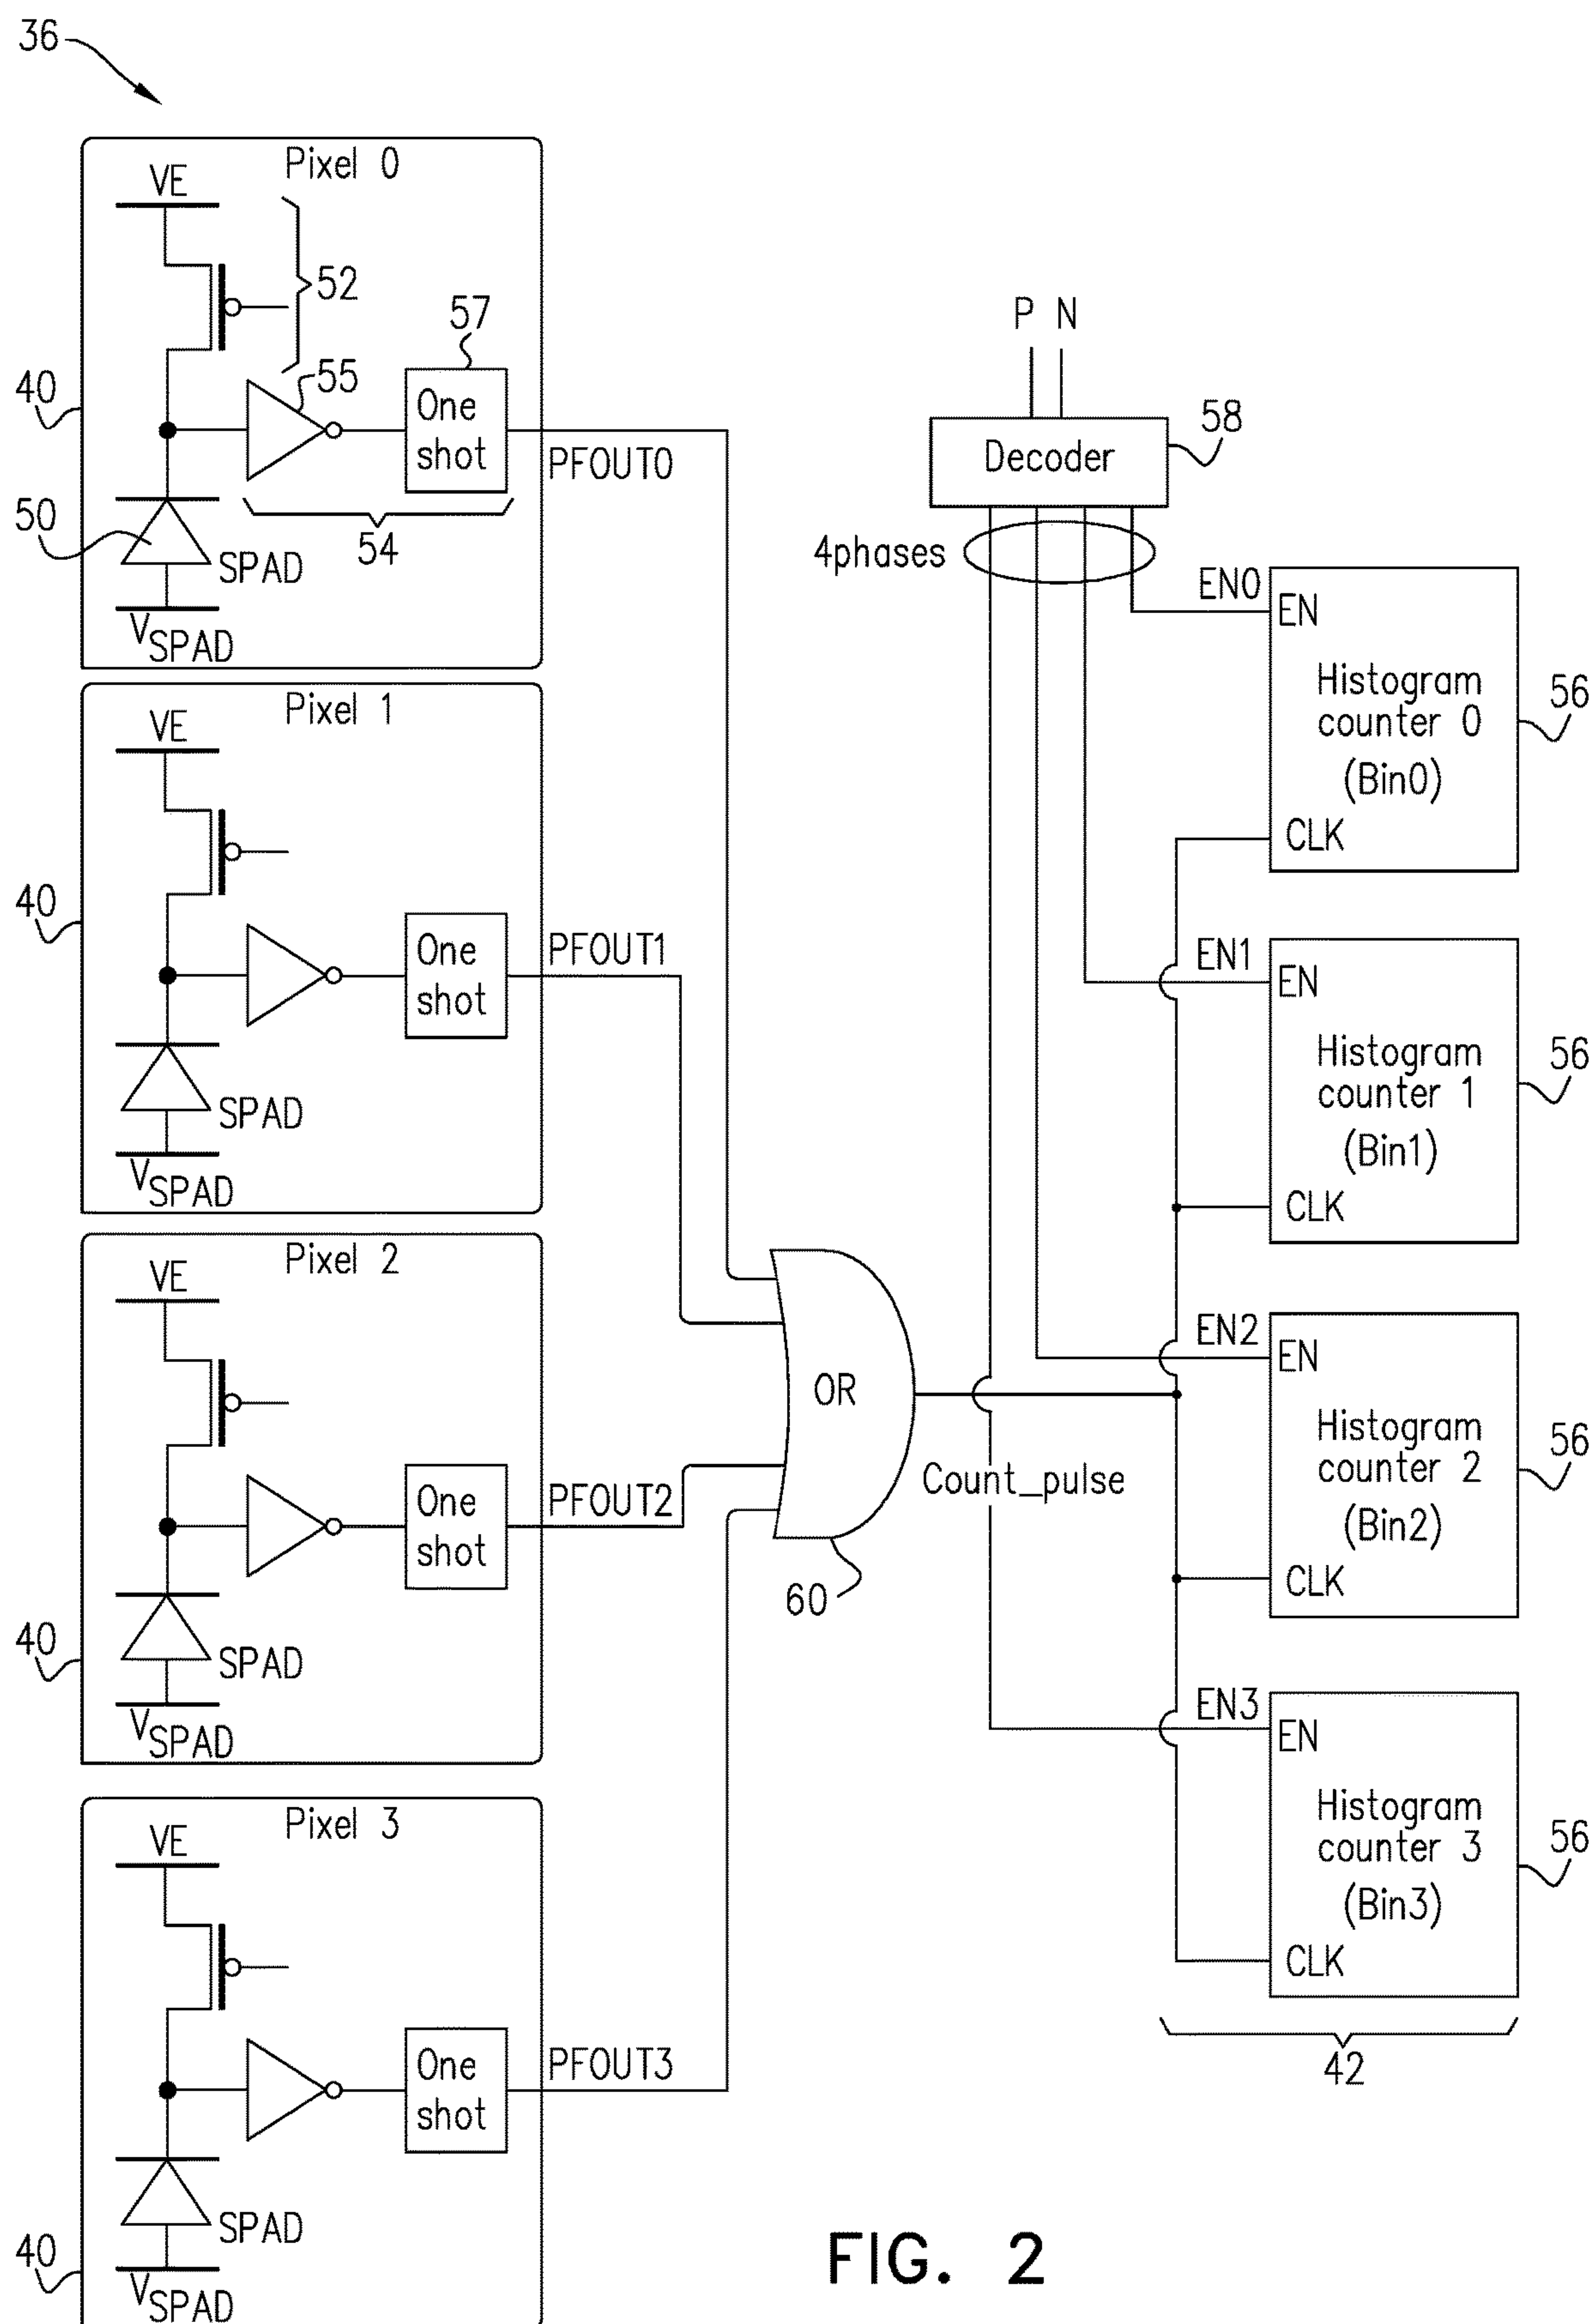 36
Pixel 0
VE
52
57
55
40
One
shot
PFOUT0
50
54
SPAD
VSPAD
Pixel 1
VE
40
One
shot
PFOUT1
SPAD
VSPAD
Pixel 2
VE
One
shot
PFOUT2
40
SPAD
VSPAD
Pixel 3
VE
One
shot
PFOUT3
40
SPAD
VSPAD
OR
60
Count_pulse
P N
Decoder
58
4phases
EN0
EN
Histogram
counter 0
(Bin0)
CLK
56
EN1
EN
Histogram
counter 1
(Bin1)
CLK
56
EN2
EN
Histogram
counter 2
(Bin2)
CLK
56
EN3
EN
Histogram
counter 3
(Bin3)
CLK
56
42
FIG. 2